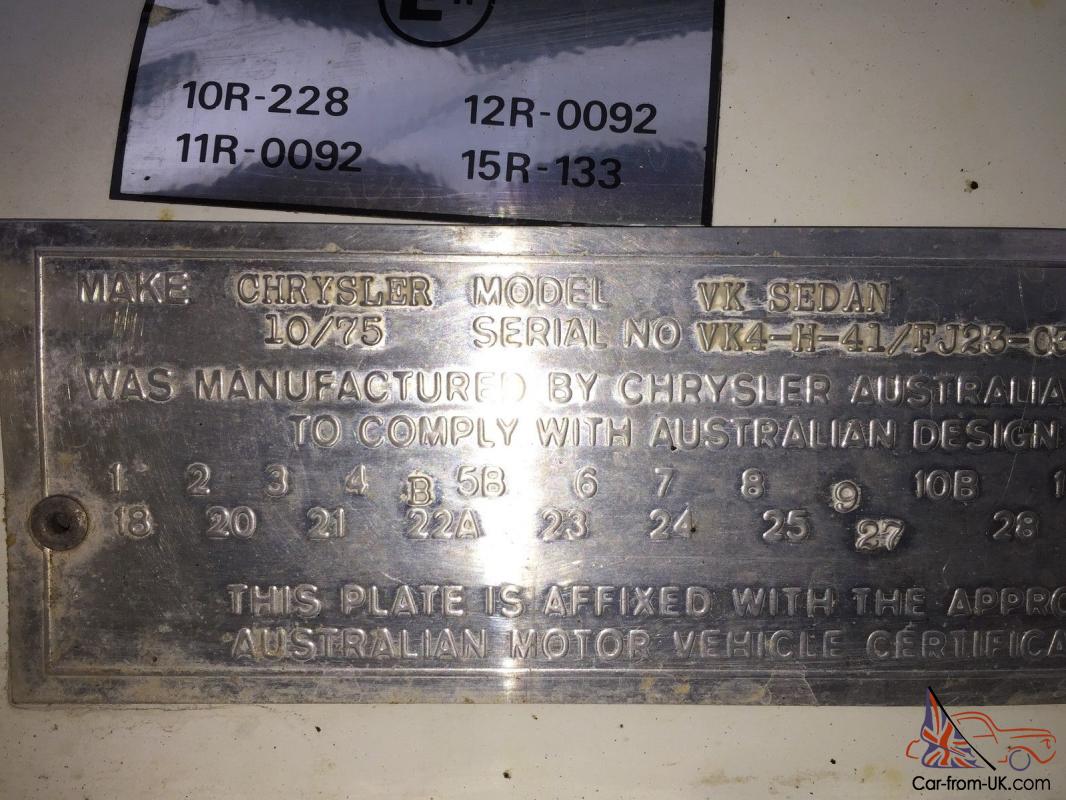 10R-228 12R-0092
11R-0092 15R-133
MAKE CHRYSLER MODEL VK SEDAN
10/75 SERIAL NO VK4-H-41/FJ23-03
WAS MANUFACTURED BY CHRYSLER AUSTRALIA
TO COMPLY WITH AUSTRALIAN DESIGN
1 2 3 4 B 5B 6 7 8 9 10B 1
18 20 21 22A 23 24 25 27 28
THIS PLATE IS AFFIXED WITH THE APPRO
AUSTRALIAN MOTOR VEHICLE CERTIFICA
Car-from-UK.com